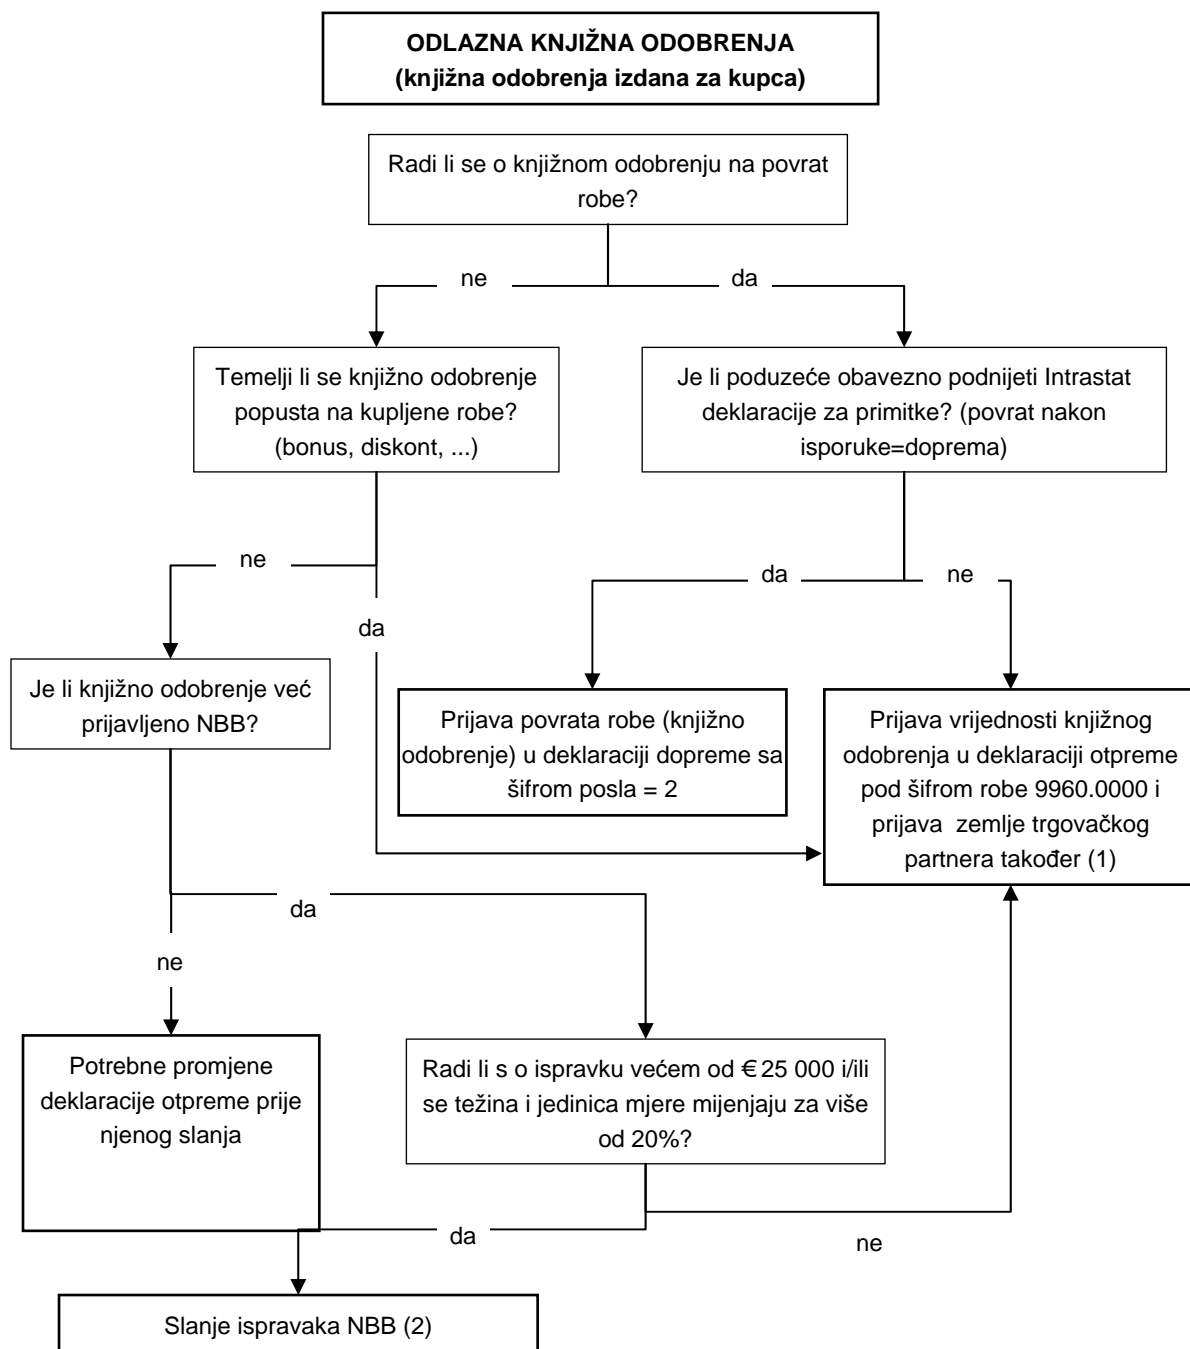 ODLAZNA KNJIŽNA ODOBRENJA
(knjižna odobrenja izdana za kupca)
Radi li se o knjižnom odobrenju na povrat
robe?
ne
da
Temelji li se knjižno odobrenje
popusta na kupljene robe?
(bonus, diskont, ...)
Je li poduzeće obavezno podnijeti Intrastat
deklaracije za primitke? (povrat nakon
isporuke=doprema)
ne
da
da
ne
Je li knjižno odobrenje već
prijavljeno NBB?
Prijava povrata robe (knjižno
odobrenje) u deklaraciji dopreme sa
šifrom posla = 2
Prijava vrijednosti knjižnog
odobrenja u deklaraciji otpreme
pod šifrom robe 9960.0000 i
prijava zemlje trgovačkog
partnera također (1)
da
ne
Potrebne promjene
deklaracije otpreme prije
njenog slanja
Radi li s o ispravku većem od € 25 000 i/ili
se težina i jedinica mjere mijenjaju za više
od 20%?
da
ne
Slanje ispravaka NBB (2)